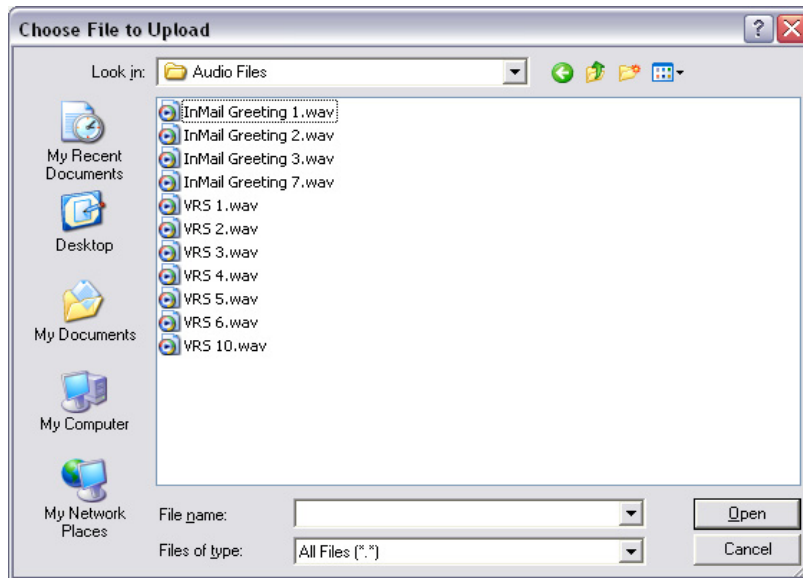 Choose File to Upload
Look in:
Audio Files
My Recent
Documents
Desktop
My Documents
My Computer
My Network
Places
InMail Greeting 1.wav
InMail Greeting 2.wav
InMail Greeting 3.wav
InMail Greeting 7.wav
VRS 1.wav
VRS 2.wav
VRS 3.wav
VRS 4.wav
VRS 5.wav
VRS 6.wav
VRS 10.wav
File name:
Open
Files of type:
All Files (*.*)
Cancel